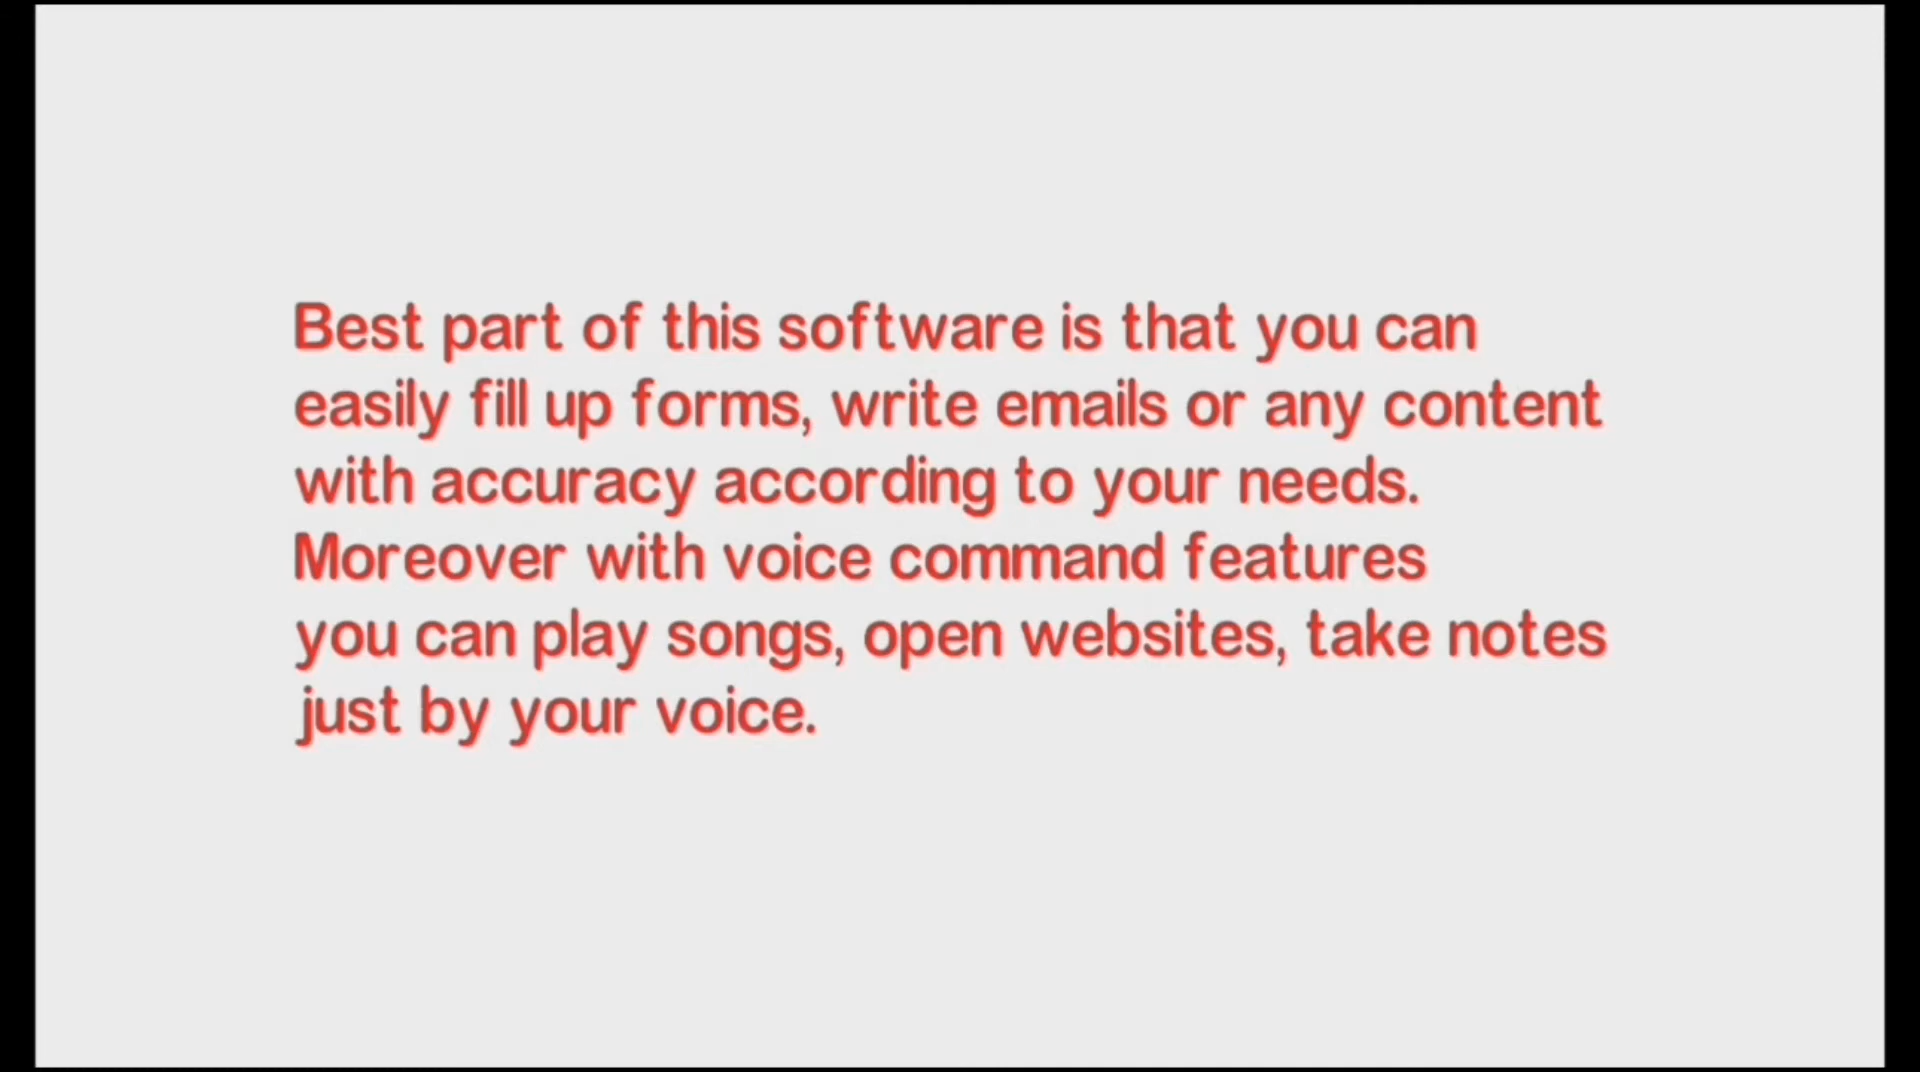 Best part of this software is that you can
easily fill up forms, write emails or any content
with accuracy according to your needs.
Moreover with voice command features
you can play songs, open websites, take notes
just by your voice.